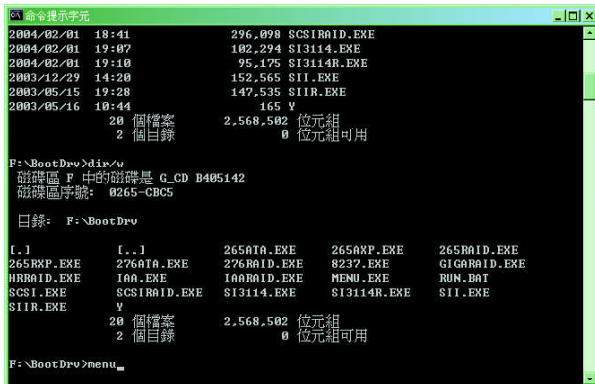 命令提示字元
2004/02/01  18:41           296,098 SCSIRAID.EXE
2004/02/01  19:07           102,294 SI3114.EXE
2004/02/01  19:10            95,175 SI3114R.EXE
2003/12/29  14:20           152,565 SII.EXE
2003/05/15  19:28           147,535 SIIR.EXE
2003/05/16  10:44               165 Y
20 個檔案       2,568,502 位元組
2 個目錄               0 位元組可用
F:\BootDrv>dir/w
磁碟區 F 中的磁碟是 G_CD B405142
磁碟區序號:  0265-CBC5
目錄:  F:\BootDrv
[.]            [..]           265ATA.EXE     265AXP.EXE     265RAID.EXE
265RXP.EXE     276ATA.EXE     276RAID.EXE    8237.EXE       GIGARAID.EXE
HRRAID.EXE     IAA.EXE        IAARAID.EXE    MENU.EXE       RUN.BAT
SCSI.EXE       SCSIRAID.EXE   SI3114.EXE     SI3114R.EXE    SII.EXE
SIIR.EXE       Y
20 個檔案       2,568,502 位元組
2 個目錄               0 位元組可用
F:\BootDrv>menu_